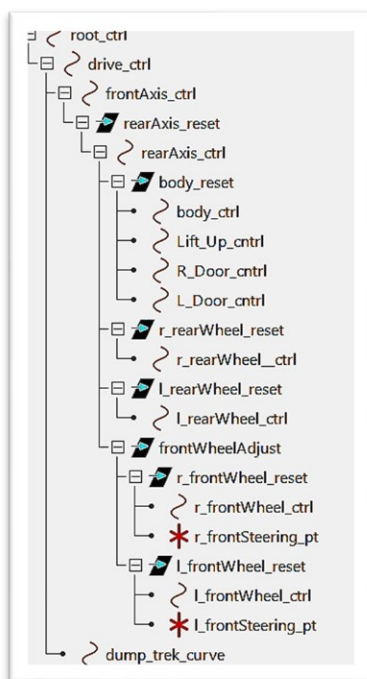 root_ctrl
drive_ctrl
frontAxis_ctrl
rearAxis_reset
rearAxis_ctrl
body_reset
body_ctrl
Lift_Up_cntrl
R_Door_cntrl
L_Door_cntrl
r_rearWheel_reset
r_rearWheel__ctrl
l_rearWheel_reset
l_rearWheel_ctrl
frontWheelAdjust
r_frontWheel_reset
r_frontWheel_ctrl
r_frontSteering_pt
l_frontWheel_reset
l_frontWheel_ctrl
l_frontSteering_pt
dump_trek_curve